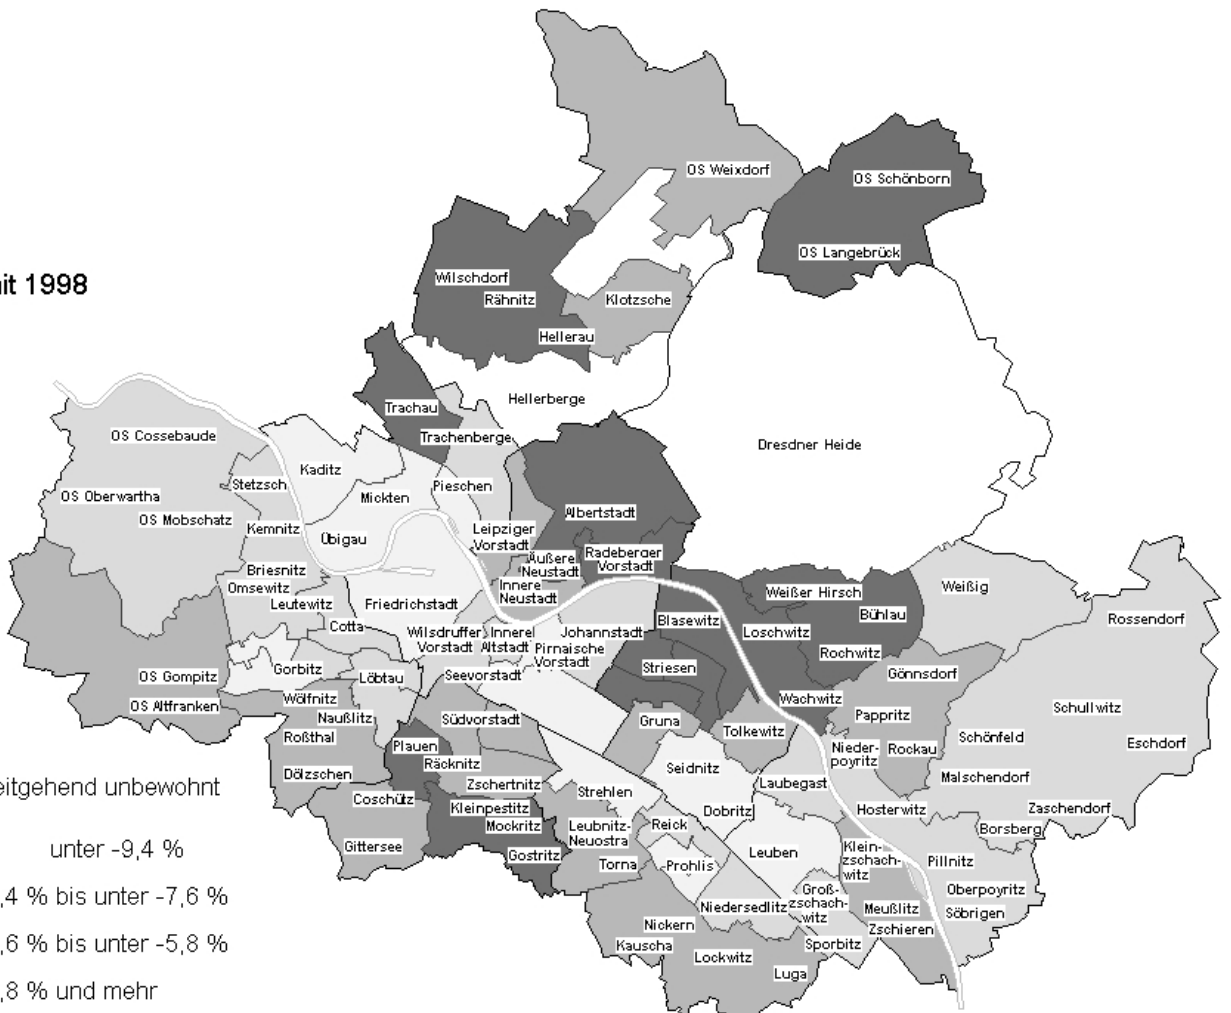 OS Weixdorf
OS Schönborn
OS Langebrück
Wilschdorf
Rähnitz
Klotzsche
Hellerau
it 1998
Hellerberge
Trachau
Trachenberge
Dresdner Heide
OS Cossebaude
Kaditz
Stetzsch
Pieschen
Mickten
OS Oberwartha
OS Mobschatz
Albertstadt
Kemnitz
Übigau
Leipziger
Vorstadt
Äußere
Neustadt
Radeberger
Vorstadt
Briesnitz
Omsewitz
Leutewitz
Innere
Neustadt
Friedrichstadt
Weißer Hirsch
Weißig
Bühlau
Rossendorf
Cotta
Wilsdruffer
Vorstadt
Innere
Altstadt
Johannstadt
Pirnaische
Vorstadt
Blasewitz
Loschwitz
Rochwitz
OS Gompitz
Gorbitz
Löbtau
Seevorstadt
Striesen
Gönnsdorf
OS Altfranken
Wölfnitz
Naußlitz
Südvorstadt
Gruna
Tolkewitz
Wachwitz
Pappritz
Schullwitz
Roßthal
Plauen
Räcknitz
Nieder-
poyritz
Rockau
Schönfeld
Eschdorf
Dölzschen
Zschertnitz
Seidnitz
Laubegast
Malschendorf
eitgehend unbewohnt
Coschütz
Strehlen
Kleinpestitz
Mockritz
Dobritz
Hosterwitz
Zaschendorf
Leubnitz-
Neuostra
Reick
Borsberg
unter -9,4 %
Gittersee
Gostritz
Torna
Prohlis
Leuben
Klein-
zschach-
witz
Pillnitz
,4 % bis unter -7,6 %
Niedersedlitz
Groß-
zschach-
witz
Oberpoyritz
Meußlitz
Söbrigen
Nickern
Zschieren
,6 % bis unter -5,8 %
Kauscha
Lockwitz
Sporbitz
Luga
,8 % und mehr